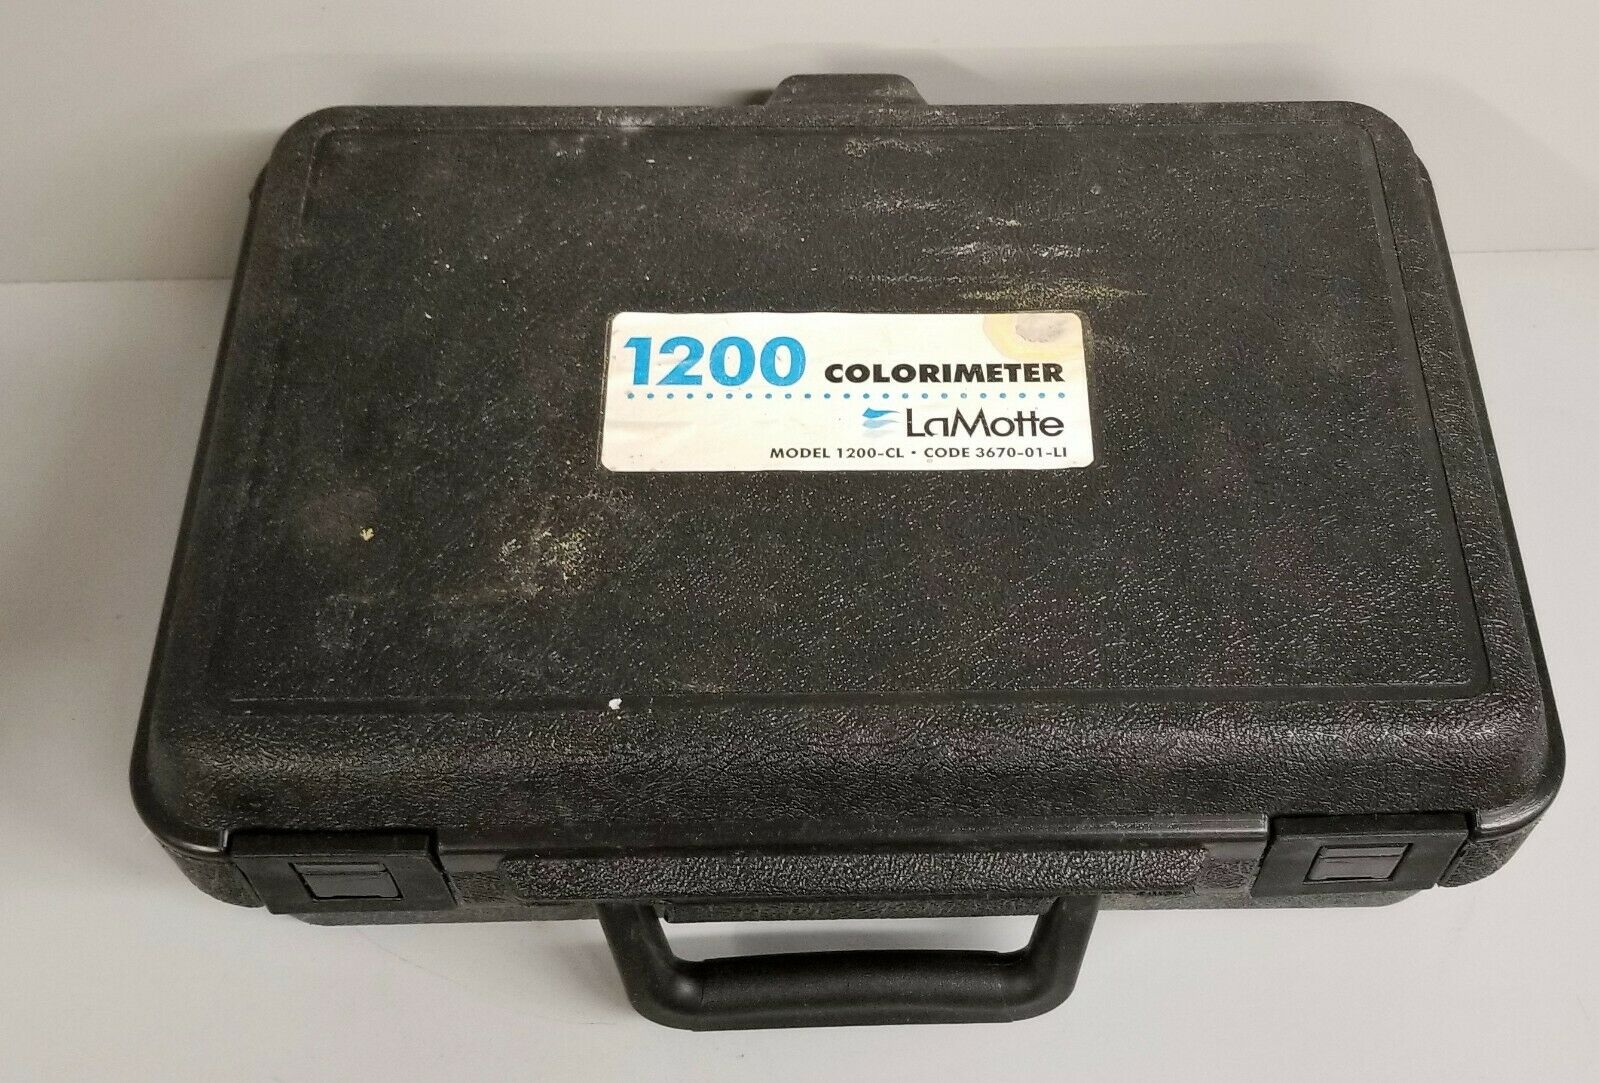 1200 COLORIMETER
LaMotte
MODEL 1200-CL • CODE 3670-01-LI